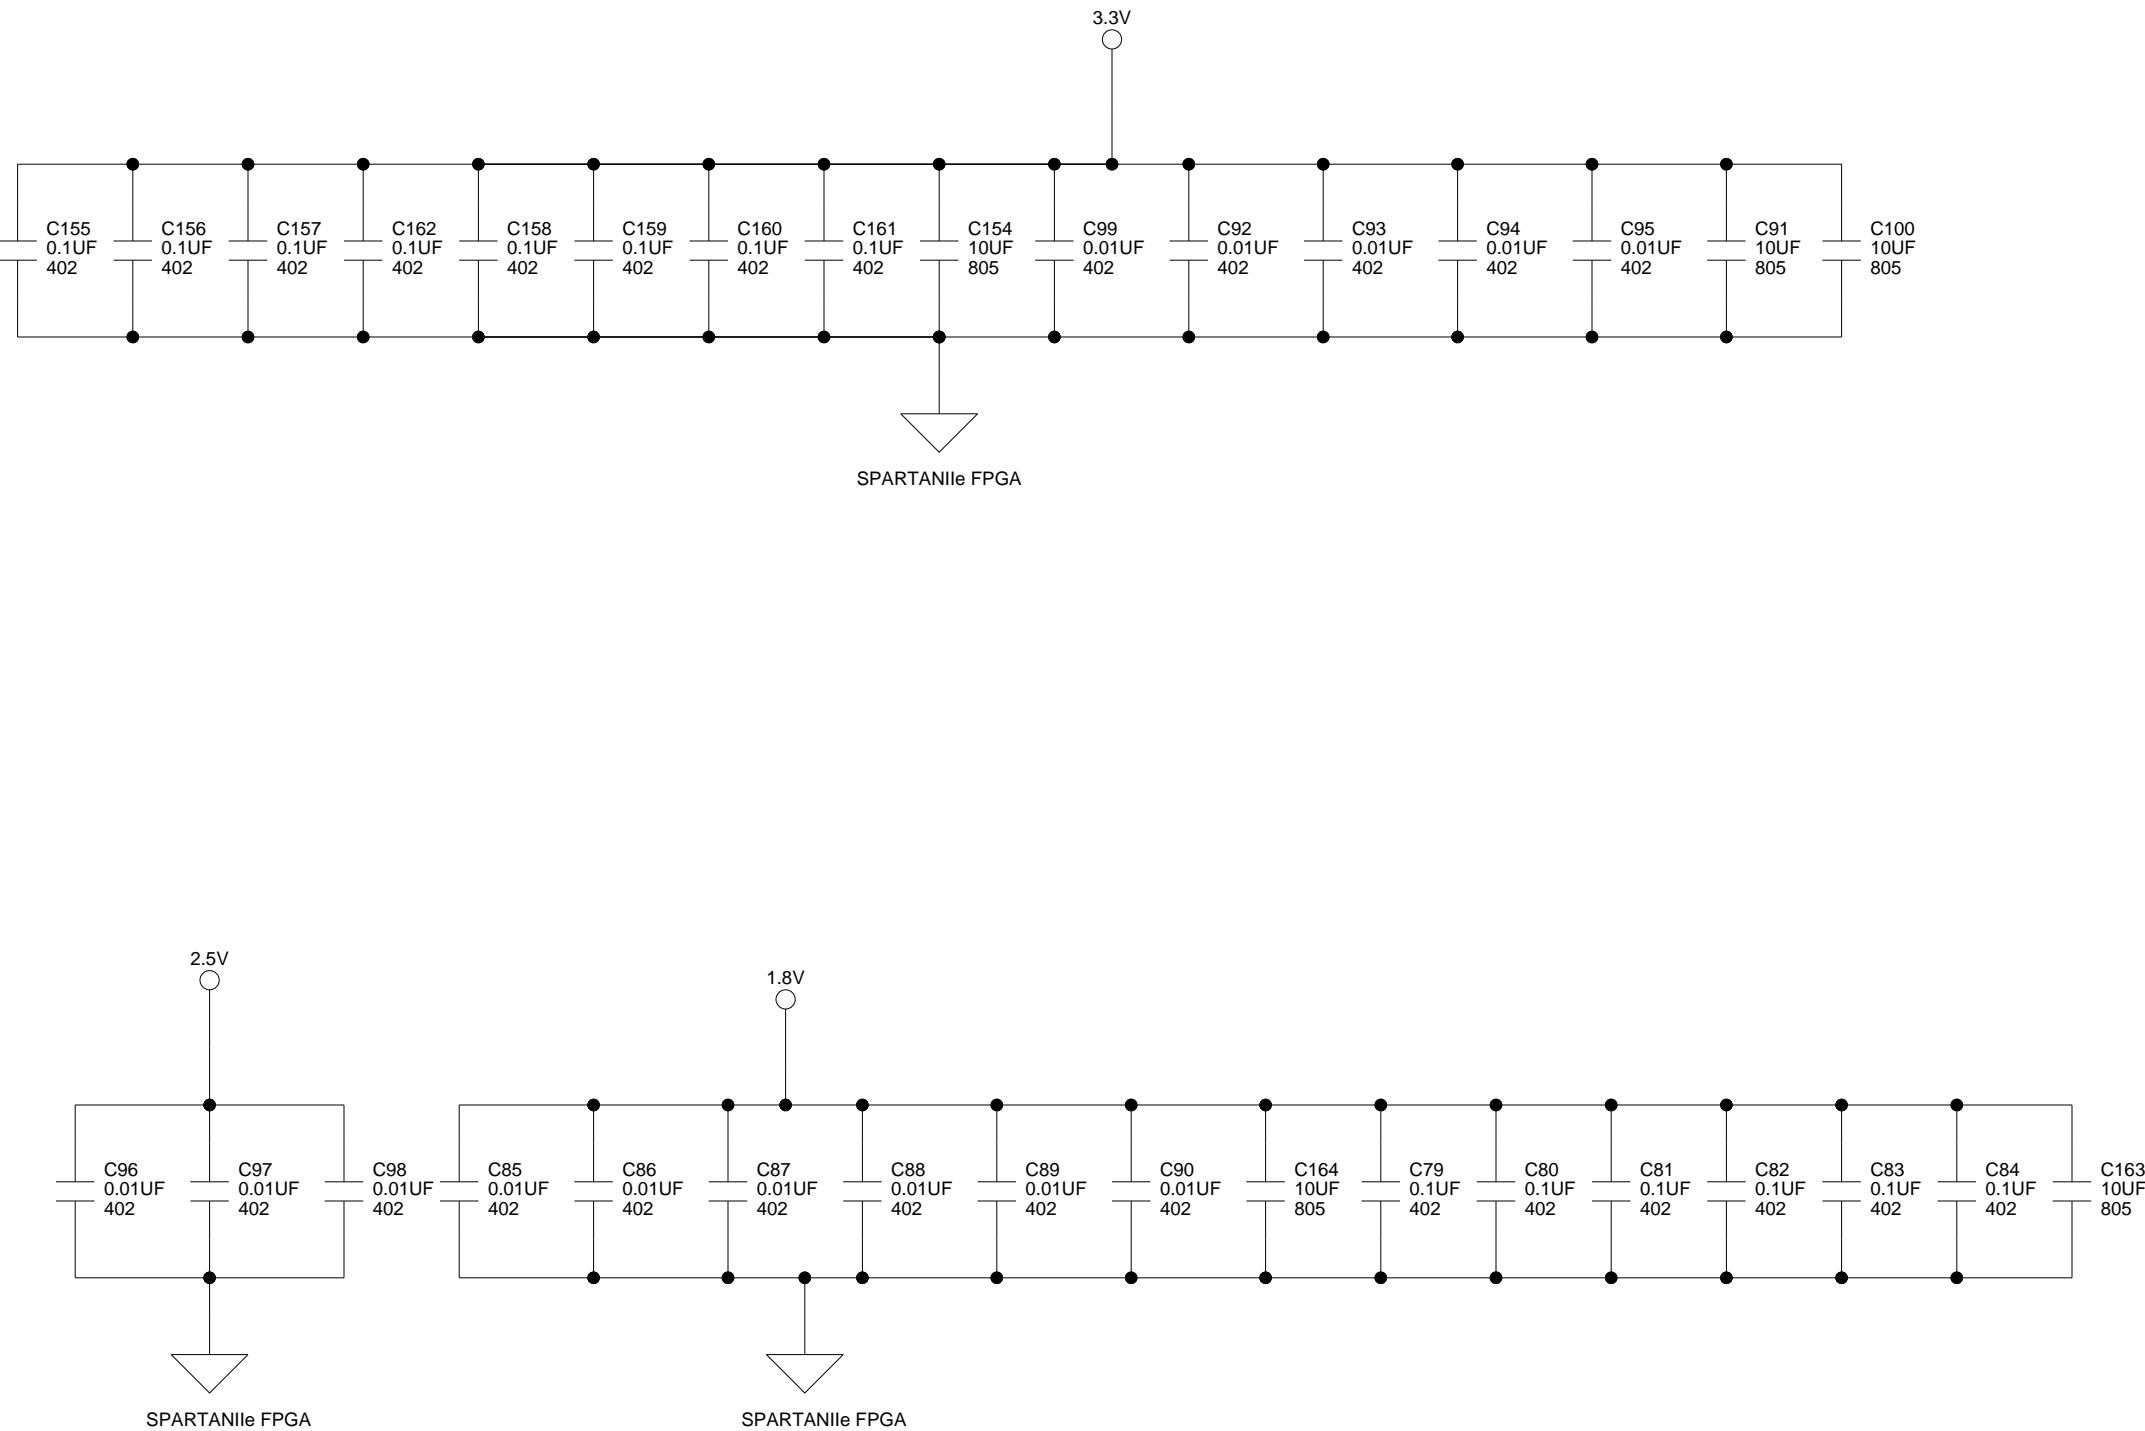 3.3V
C155
0.1UF
402
C156
0.1UF
402
C157
0.1UF
402
C162
0.1UF
402
C158
0.1UF
402
C159
0.1UF
402
C160
0.1UF
402
C161
0.1UF
402
C154
10UF
805
C99
0.01UF
402
C92
0.01UF
402
C93
0.01UF
402
C94
0.01UF
402
C95
0.01UF
402
C91
10UF
805
C100
10UF
805
SPARTANIIe FPGA
2.5V
1.8V
C96
0.01UF
402
C97
0.01UF
402
C98
0.01UF
402
C85
0.01UF
402
C86
0.01UF
402
C87
0.01UF
402
C88
0.01UF
402
C89
0.01UF
402
C90
0.01UF
402
C164
10UF
805
C79
0.1UF
402
C80
0.1UF
402
C81
0.1UF
402
C82
0.1UF
402
C83
0.1UF
402
C84
0.1UF
402
C163
10UF
805
SPARTANIIe FPGA
SPARTANIIe FPGA